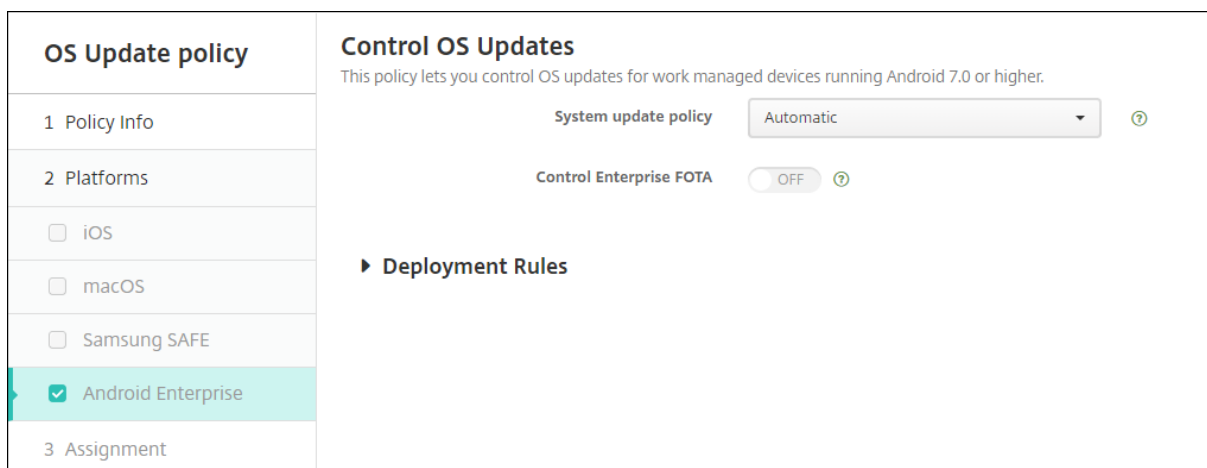 OS Update policy
1 Policy Info
2 Platforms
iOS
macOS
Samsung SAFE
Android Enterprise
3 Assignment
Control OS Updates
This policy lets you control OS updates for work managed devices running Android 7.0 or higher.
System update policy Automatic ?
Control Enterprise FOTA OFF ?
Deployment Rules